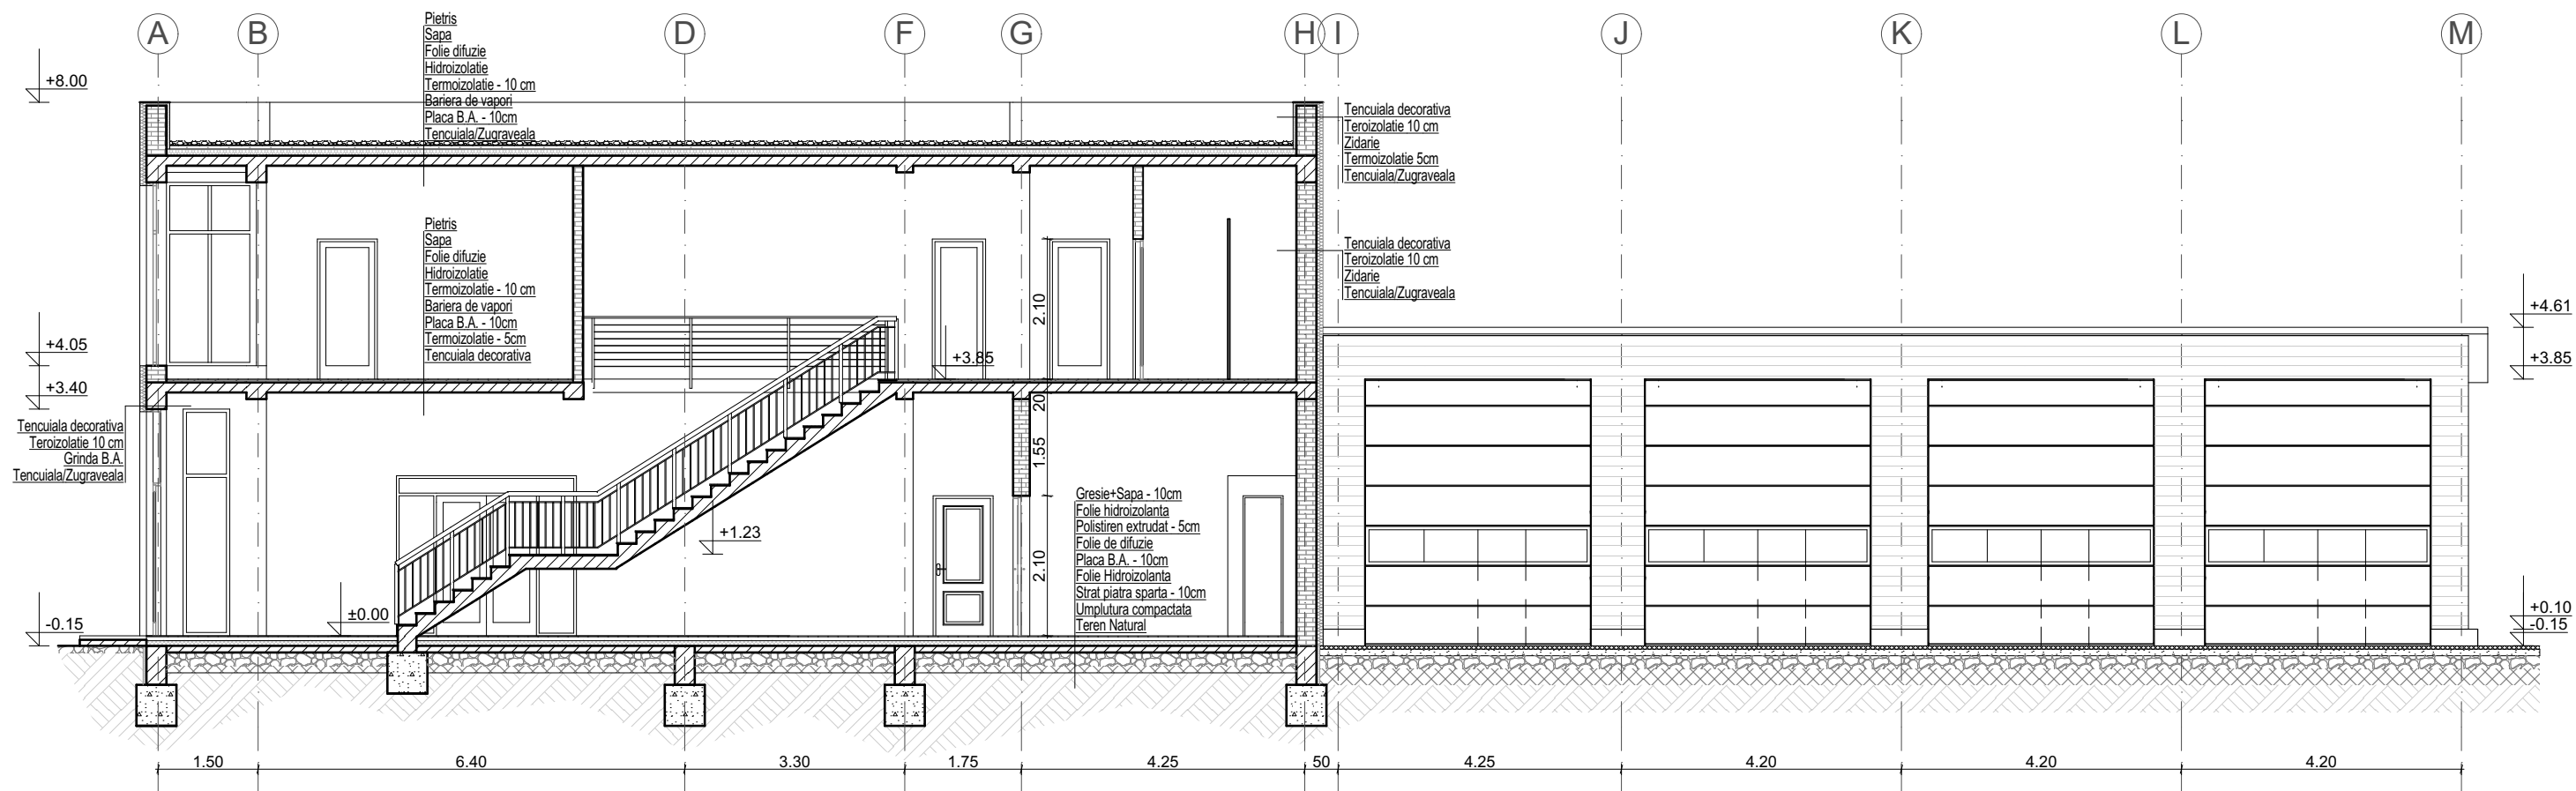 A B D F G H I J K L M
Pietris
Sapa
Folie difuzie
Hidroizolatie
Termoizolatie - 10 cm
Bariera de vapori
Placa B.A. - 10cm
Tencuiala/Zugraveala
+8.00
Tencuiala decorativa
Teroizolatie 10 cm
Zidarie
Termoizolatie 5cm
Tencuiala/Zugraveala
Pietris
Sapa
Folie difuzie
Hidroizolatie
Termoizolatie - 10 cm
Bariera de vapori
Placa B.A. - 10cm
Termoizolatie - 5cm
Tencuiala decorativa
Tencuiala decorativa
Teroizolatie 10 cm
Zidarie
Tencuiala/Zugraveala
2.10
+4.61
+4.05
+3.85
+3.85
+3.40
20
Tencuiala decorativa
Teroizolatie 10 cm
Grinda B.A.
Tencuiala/Zugraveala
1.55
Gresie+Sapa - 10cm
Folie hidroizolanta
Polistiren extrudat - 5cm
Folie de difuzie
Placa B.A. - 10cm
Folie Hidroizolanta
Strat piatra sparta - 10cm
Umplutura compactata
Teren Natural
+1.23
2.10
±0.00
-0.15
+0.10
-0.15
1.50 6.40 3.30 1.75 4.25 50 4.25 4.20 4.20 4.20